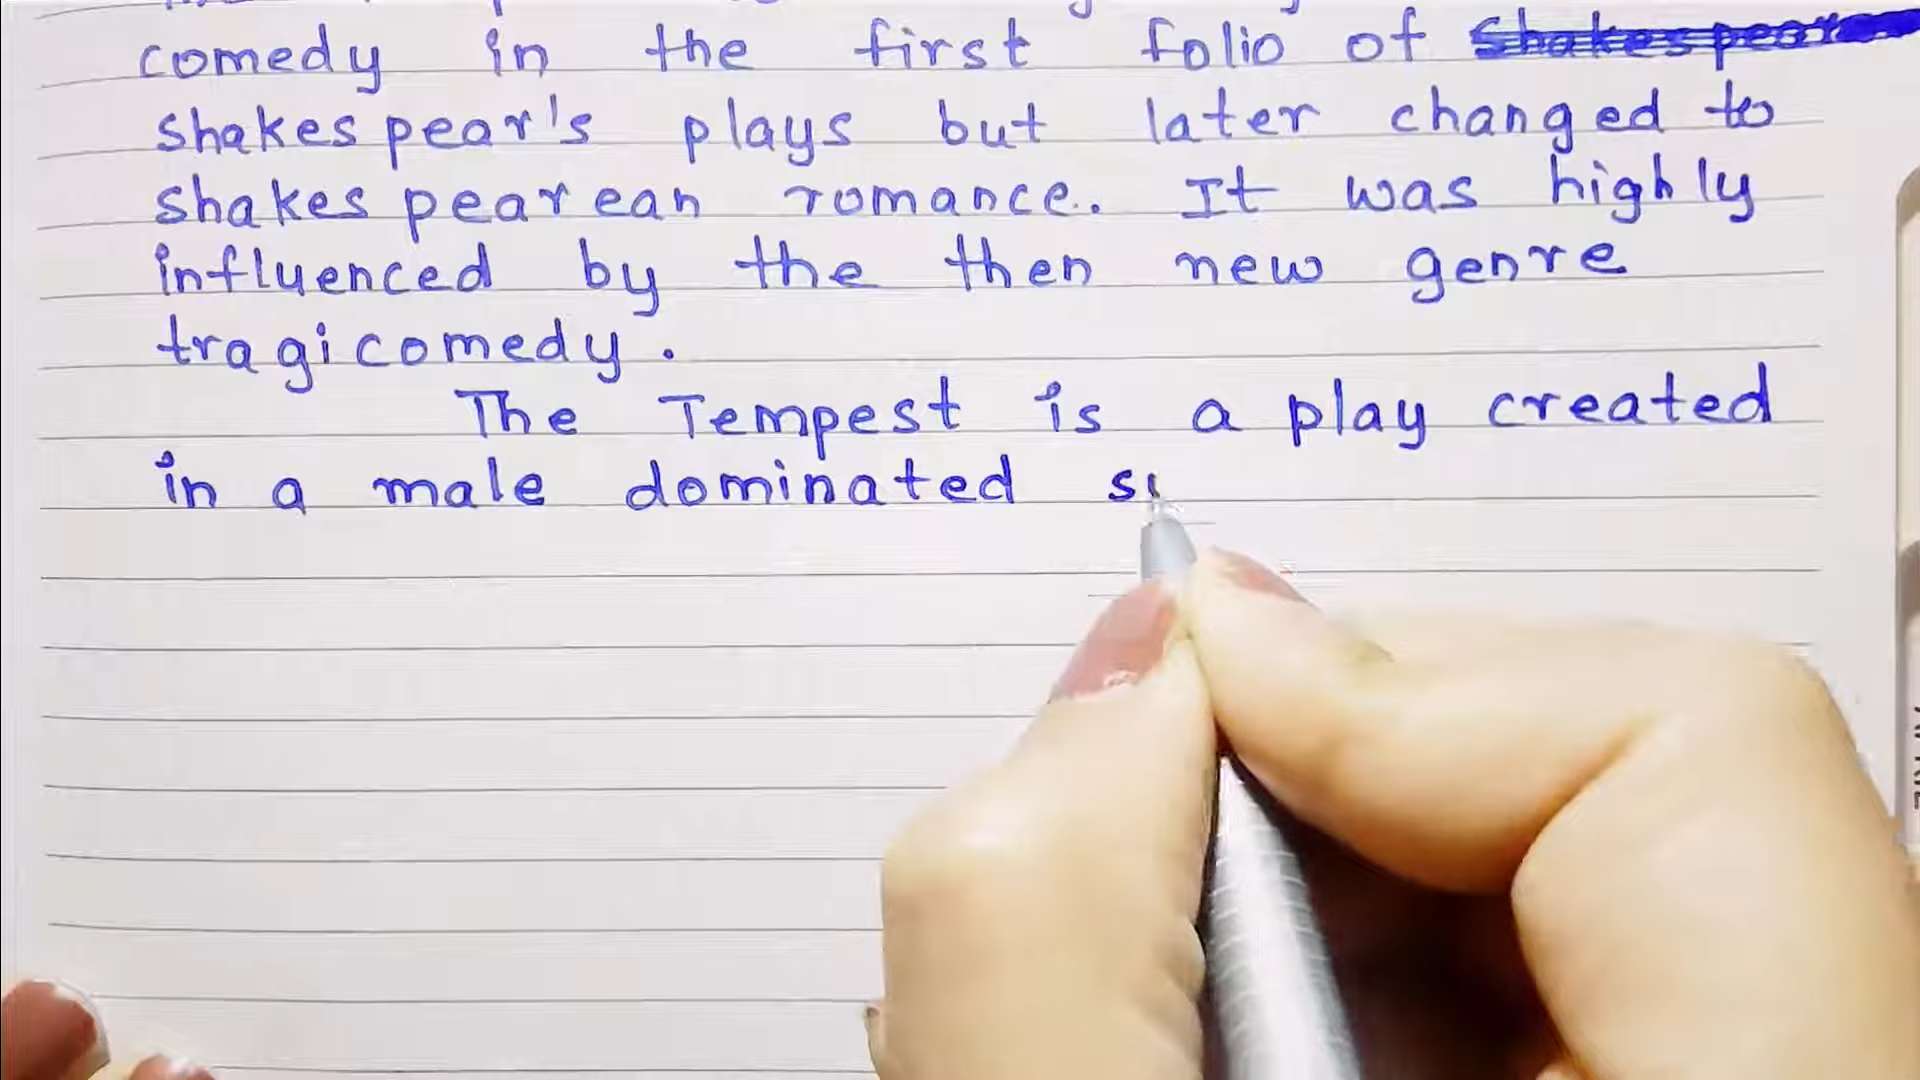 comedy in the first folio of
shakespear's plays but later changed to
shakespearean romance. It was highly
influenced by the then new genre
tragicomedy.
The Tempest is a play created
in a male dominated